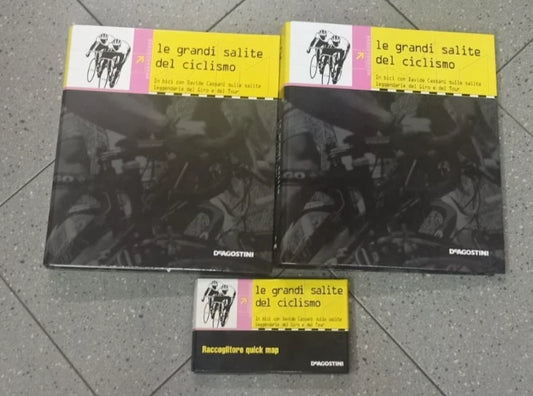 le grandi salite
del ciclismo
In bici con Davide Cassani sulle salite
leggendarie del Giro e del Tour
DeAGOSTINI
le grandi salite
del ciclismo
In bici con Davide Cassani sulle salite
leggendarie del Giro e del Tour
DeAGOSTINI
le grandi salite
del ciclismo
In bici con Davide Cassani sulle salite
leggendarie del Giro e del Tour
Raccoglitore quick map
DeAGOSTINI